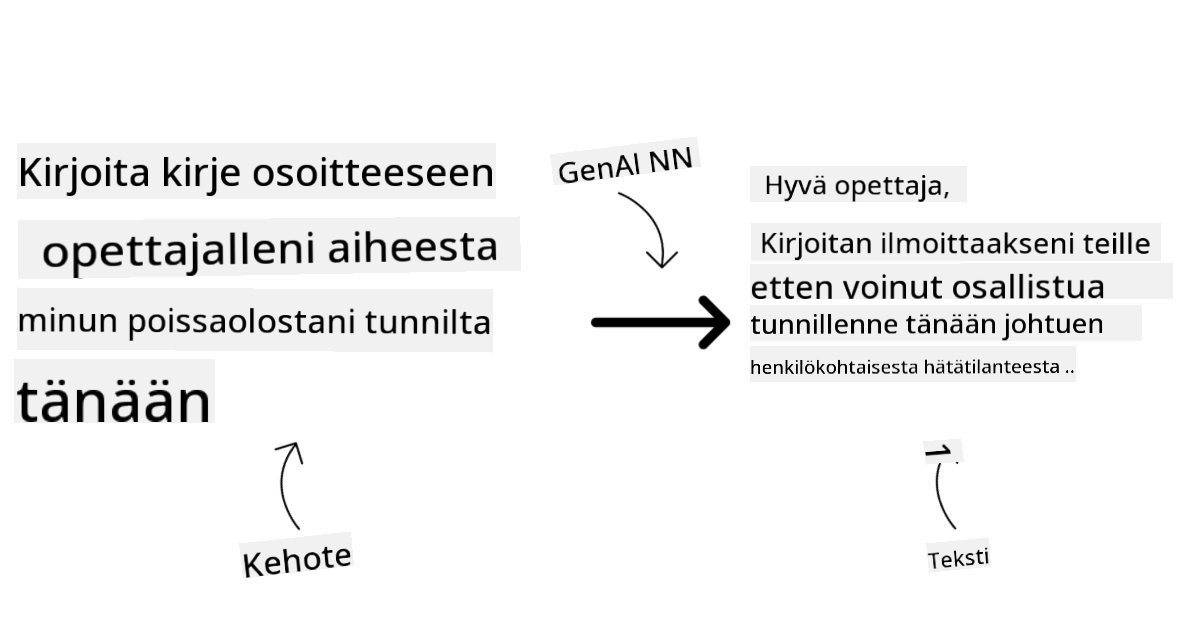 Kirjoita kirje osoitteeseen
opettajalleni aiheesta
minun poissaolostani tunnilta
tänään
Kehote
GenAI NN
Hyvä opettaja,
Kirjoitan ilmoittaakseni teille
etten voinut osallistua
tunnillenne tänään johtuen
henkilökohtaisesta hätätilanteesta ..
Teksti